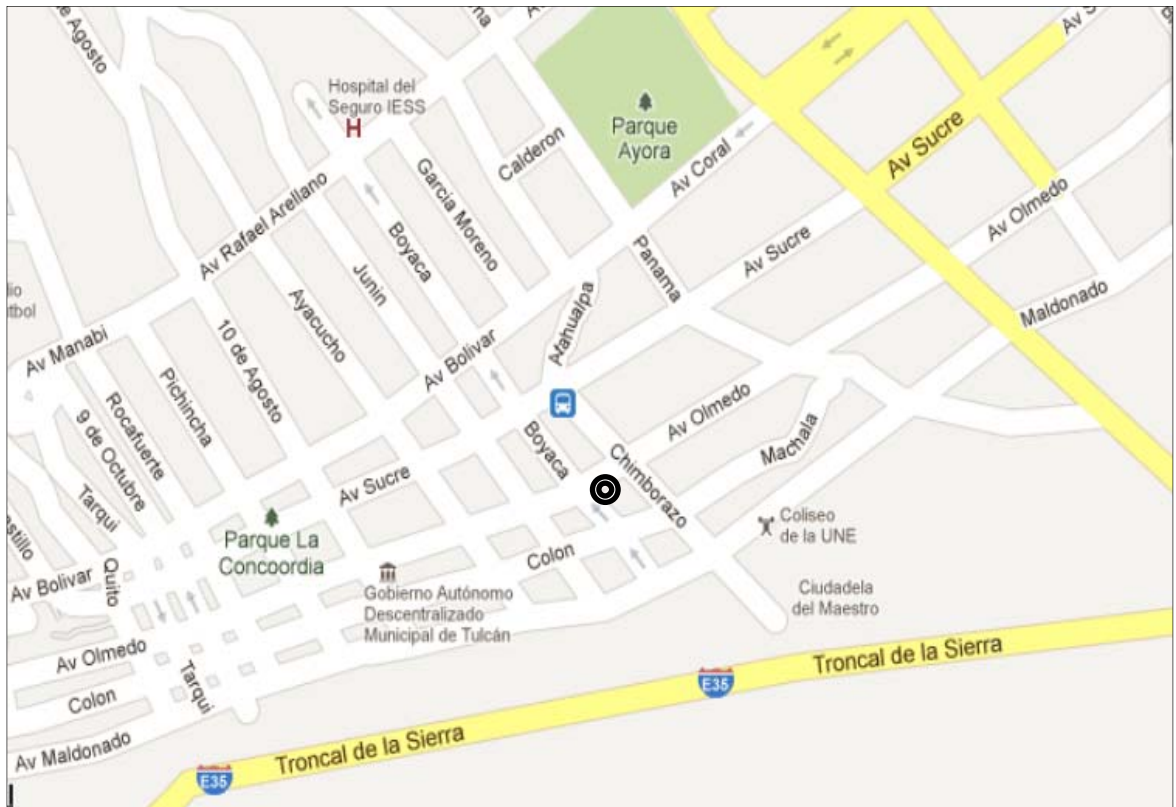 de Agosto
Hospital del
Seguro IESS
H
Parque
Ayora
Calderon
Av Coral
Av Sucre
Garcia Moreno
Av Rafael Arellano
Boyaca
Av Olmedo
Panama
Av Sucre
Junin
Ayacucho
Atahualpa
Maldonado
Av Manabi
10 de Agosto
Av Bolivar
Pichincha
Rocafuerte
9 de Octubre
Tarqui
Av Olmedo
Machala
Boyaca
Chimborazo
Av Sucre
Parque La
Concoordia
Coliseo
de la UNE
Colon
Quito
Av Bolivar
Gobierno Autónomo
Descentralizado
Municipal de Tulcán
Ciudadela
del Maestro
Av Olmedo
Tarqui
Colon
Av Maldonado
Troncal de la Sierra
E35
Troncal de la Sierra
E35